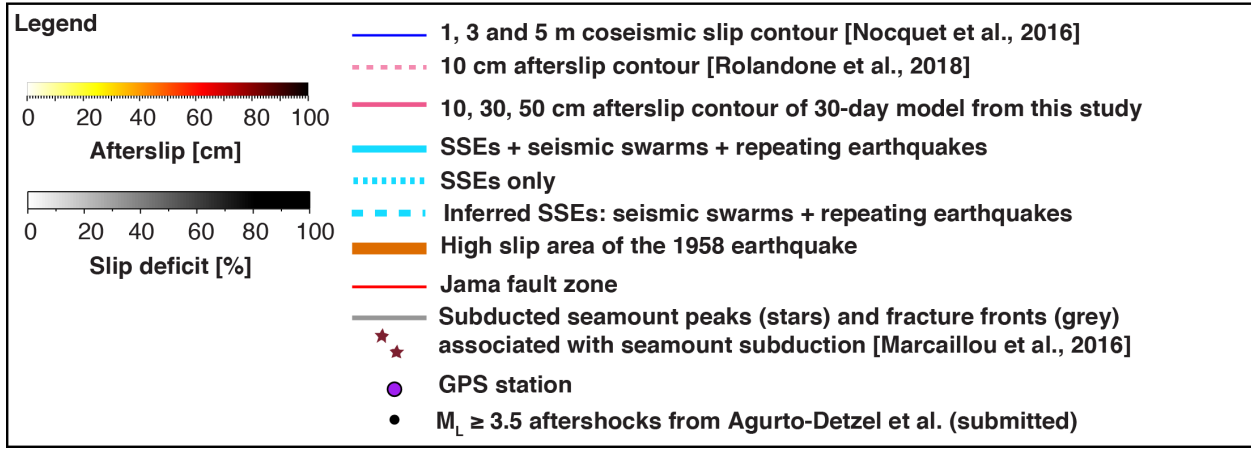 Legend
0 20 40 60 80 100
Afterslip [cm]
0 20 40 60 80 100
Slip deficit [%]
1, 3 and 5 m coseismic slip contour [Nocquet et al., 2016]
10 cm afterslip contour [Rolandone et al., 2018]
10, 30, 50 cm afterslip contour of 30-day model from this study
SSEs + seismic swarms + repeating earthquakes
SSEs only
Inferred SSEs: seismic swarms + repeating earthquakes
High slip area of the 1958 earthquake
Jama fault zone
Subducted seamount peaks (stars) and fracture fronts (grey)
associated with seamount subduction [Marcaillou et al., 2016]
GPS station
M_L ≥ 3.5 aftershocks from Agurto-Detzel et al. (submitted)